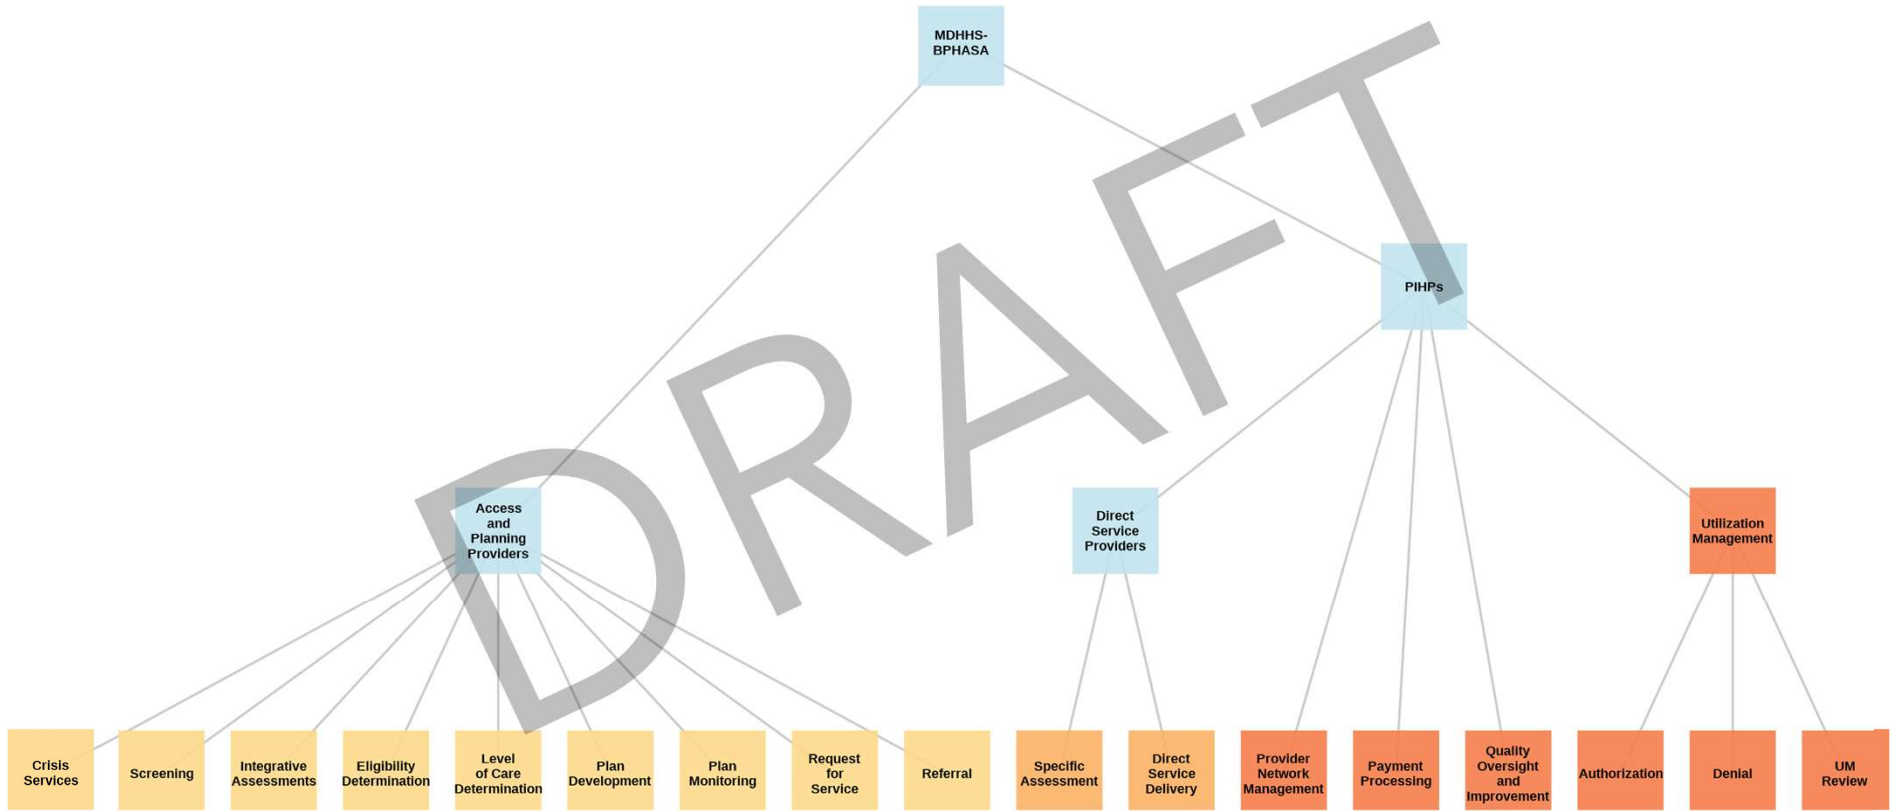 MDHHS-
BPHASA
DRAFT
PIHPs
Access
and
Planning
Providers
Direct
Service
Providers
Utilization
Management
Crisis
Services
Screening
Integrative
Assessments
Eligibility
Determination
Level
of Care
Determination
Plan
Development
Plan
Monitoring
Request
for
Service
Referral
Specific
Assessment
Direct
Service
Delivery
Provider
Network
Management
Payment
Processing
Quality
Oversight
and
Improvement
Authorization
Denial
UM
Review